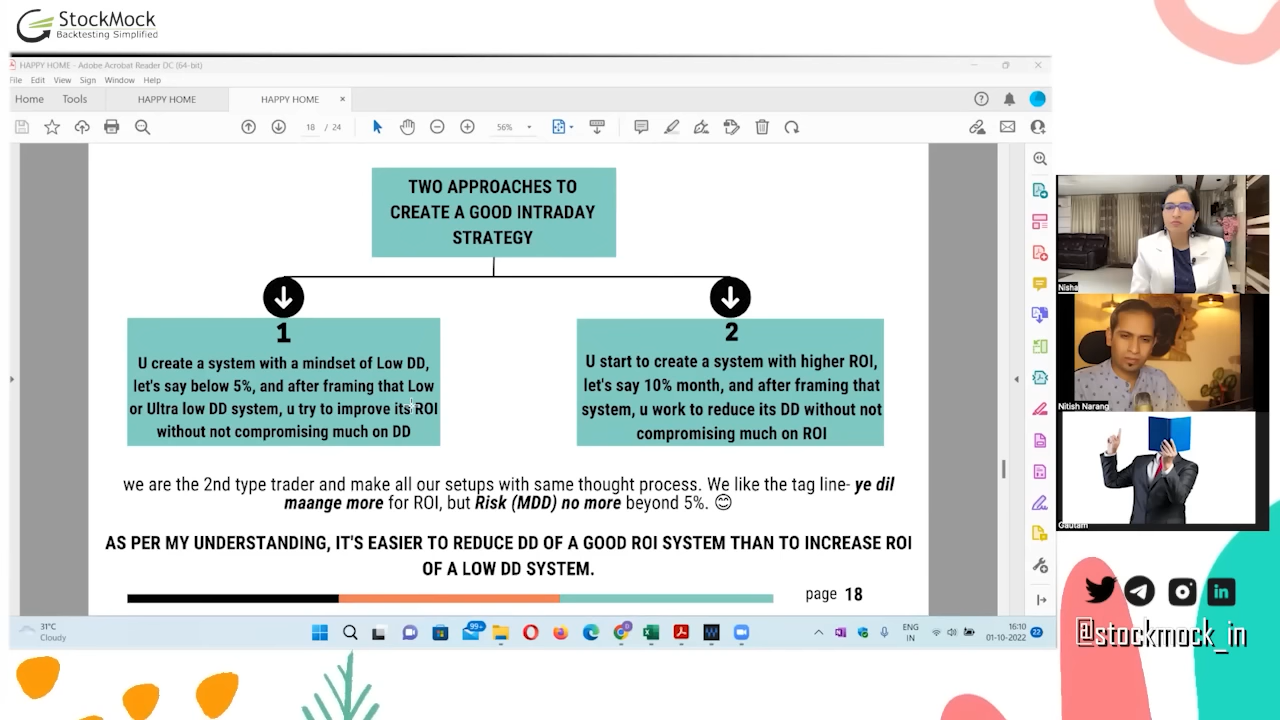 StockMock
Backtesting Simplified
HAPPY HOME - Adobe Acrobat Reader DC (64-bit)
File Edit View Sign Window Help
Home Tools HAPPY HOME HAPPY HOME ×
18 / 24 56%
TWO APPROACHES TO
CREATE A GOOD INTRADAY
STRATEGY
1
U create a system with a mindset of Low DD,
let's say below 5%, and after framing that Low
or Ultra low DD system, u try to improve its ROI
without not compromising much on DD
2
U start to create a system with higher ROI,
let's say 10% month, and after framing that
system, u work to reduce its DD without not
compromising much on ROI
we are the 2nd type trader and make all our setups with same thought process. We like the tag line- ye dil
maange more for ROI, but Risk (MDD) no more beyond 5%. 😊
AS PER MY UNDERSTANDING, IT'S EASIER TO REDUCE DD OF A GOOD ROI SYSTEM THAN TO INCREASE ROI
OF A LOW DD SYSTEM.
page 18
Nisha
Nitish Narang
Gautam
@stockmock_in
31°C
Cloudy
99+
ENG
IN
16:10
01-10-2022
22